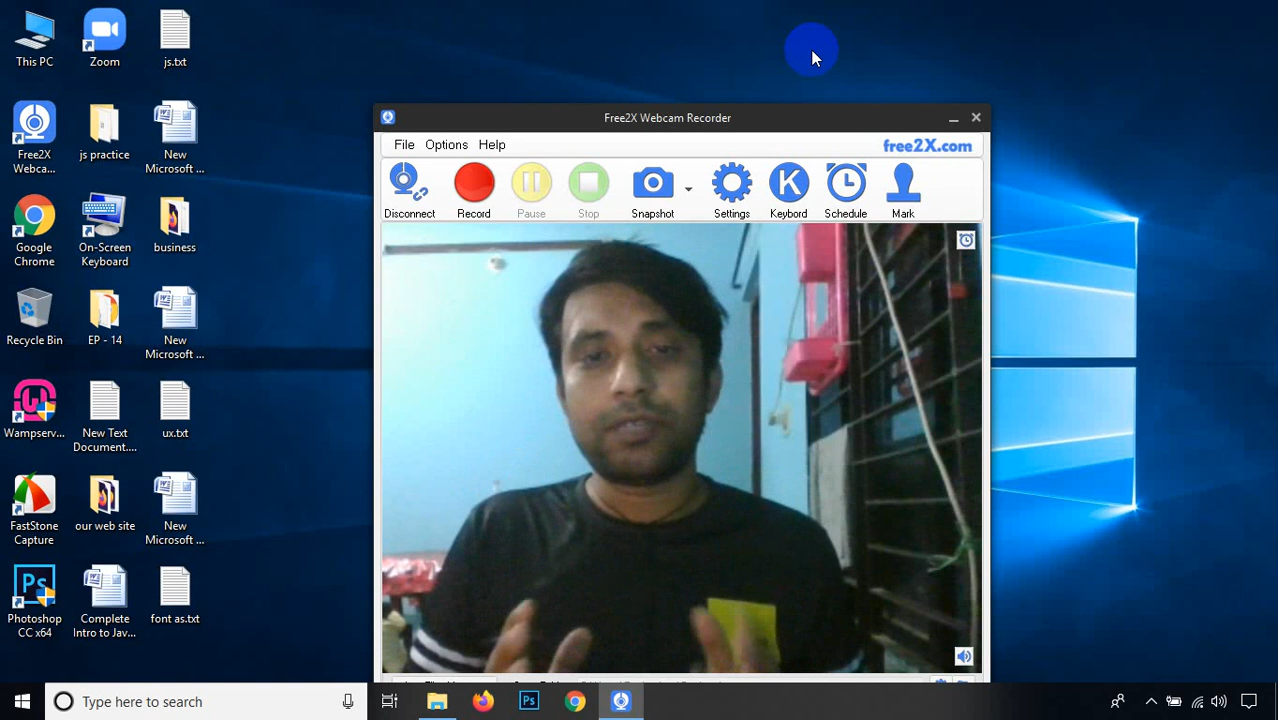 This PC
Zoom
js.txt
Free2X
Webca...
js practice
New
Microsoft ...
Google
Chrome
On-Screen
Keyboard
business
Recycle Bin
EP - 14
New
Microsoft ...
Wampserv...
New Text
Document....
ux.txt
FastStone
Capture
our web site
New
Microsoft ...
Ps
Photoshop
CC x64
Complete
Intro to Jav...
font as.txt
Free2X Webcam Recorder
File Options Help
free2X.com
K
Disconnect Record Pause Stop Snapshot Settings Keybord Schedule Mark
Type here to search
Ps